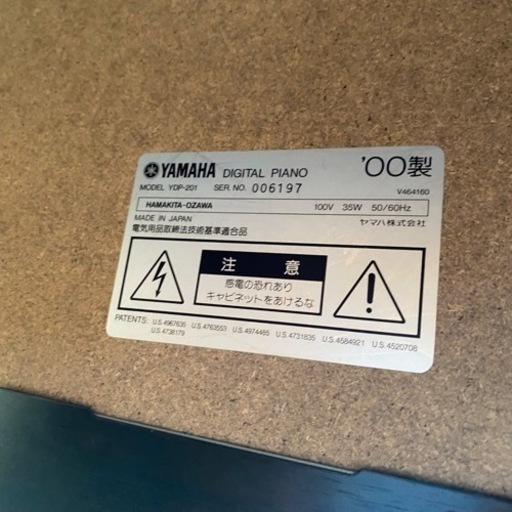 YAMAHA DIGITAL PIANO '00製
MODEL YDP-201 SER. NO. 006197 V464160
HAMAKITA-OZAWA 100V 35W 50/60Hz
MADE IN JAPAN ヤマハ株式会社
電気用品取締法技術基準適合品
注 意
感電の恐れあり
キャビネットをあけるな
PATENTS: U.S.4967635 U.S.4763553 U.S.4974485 U.S.4731835 U.S.4584921 U.S.4520708
U.S.4738179